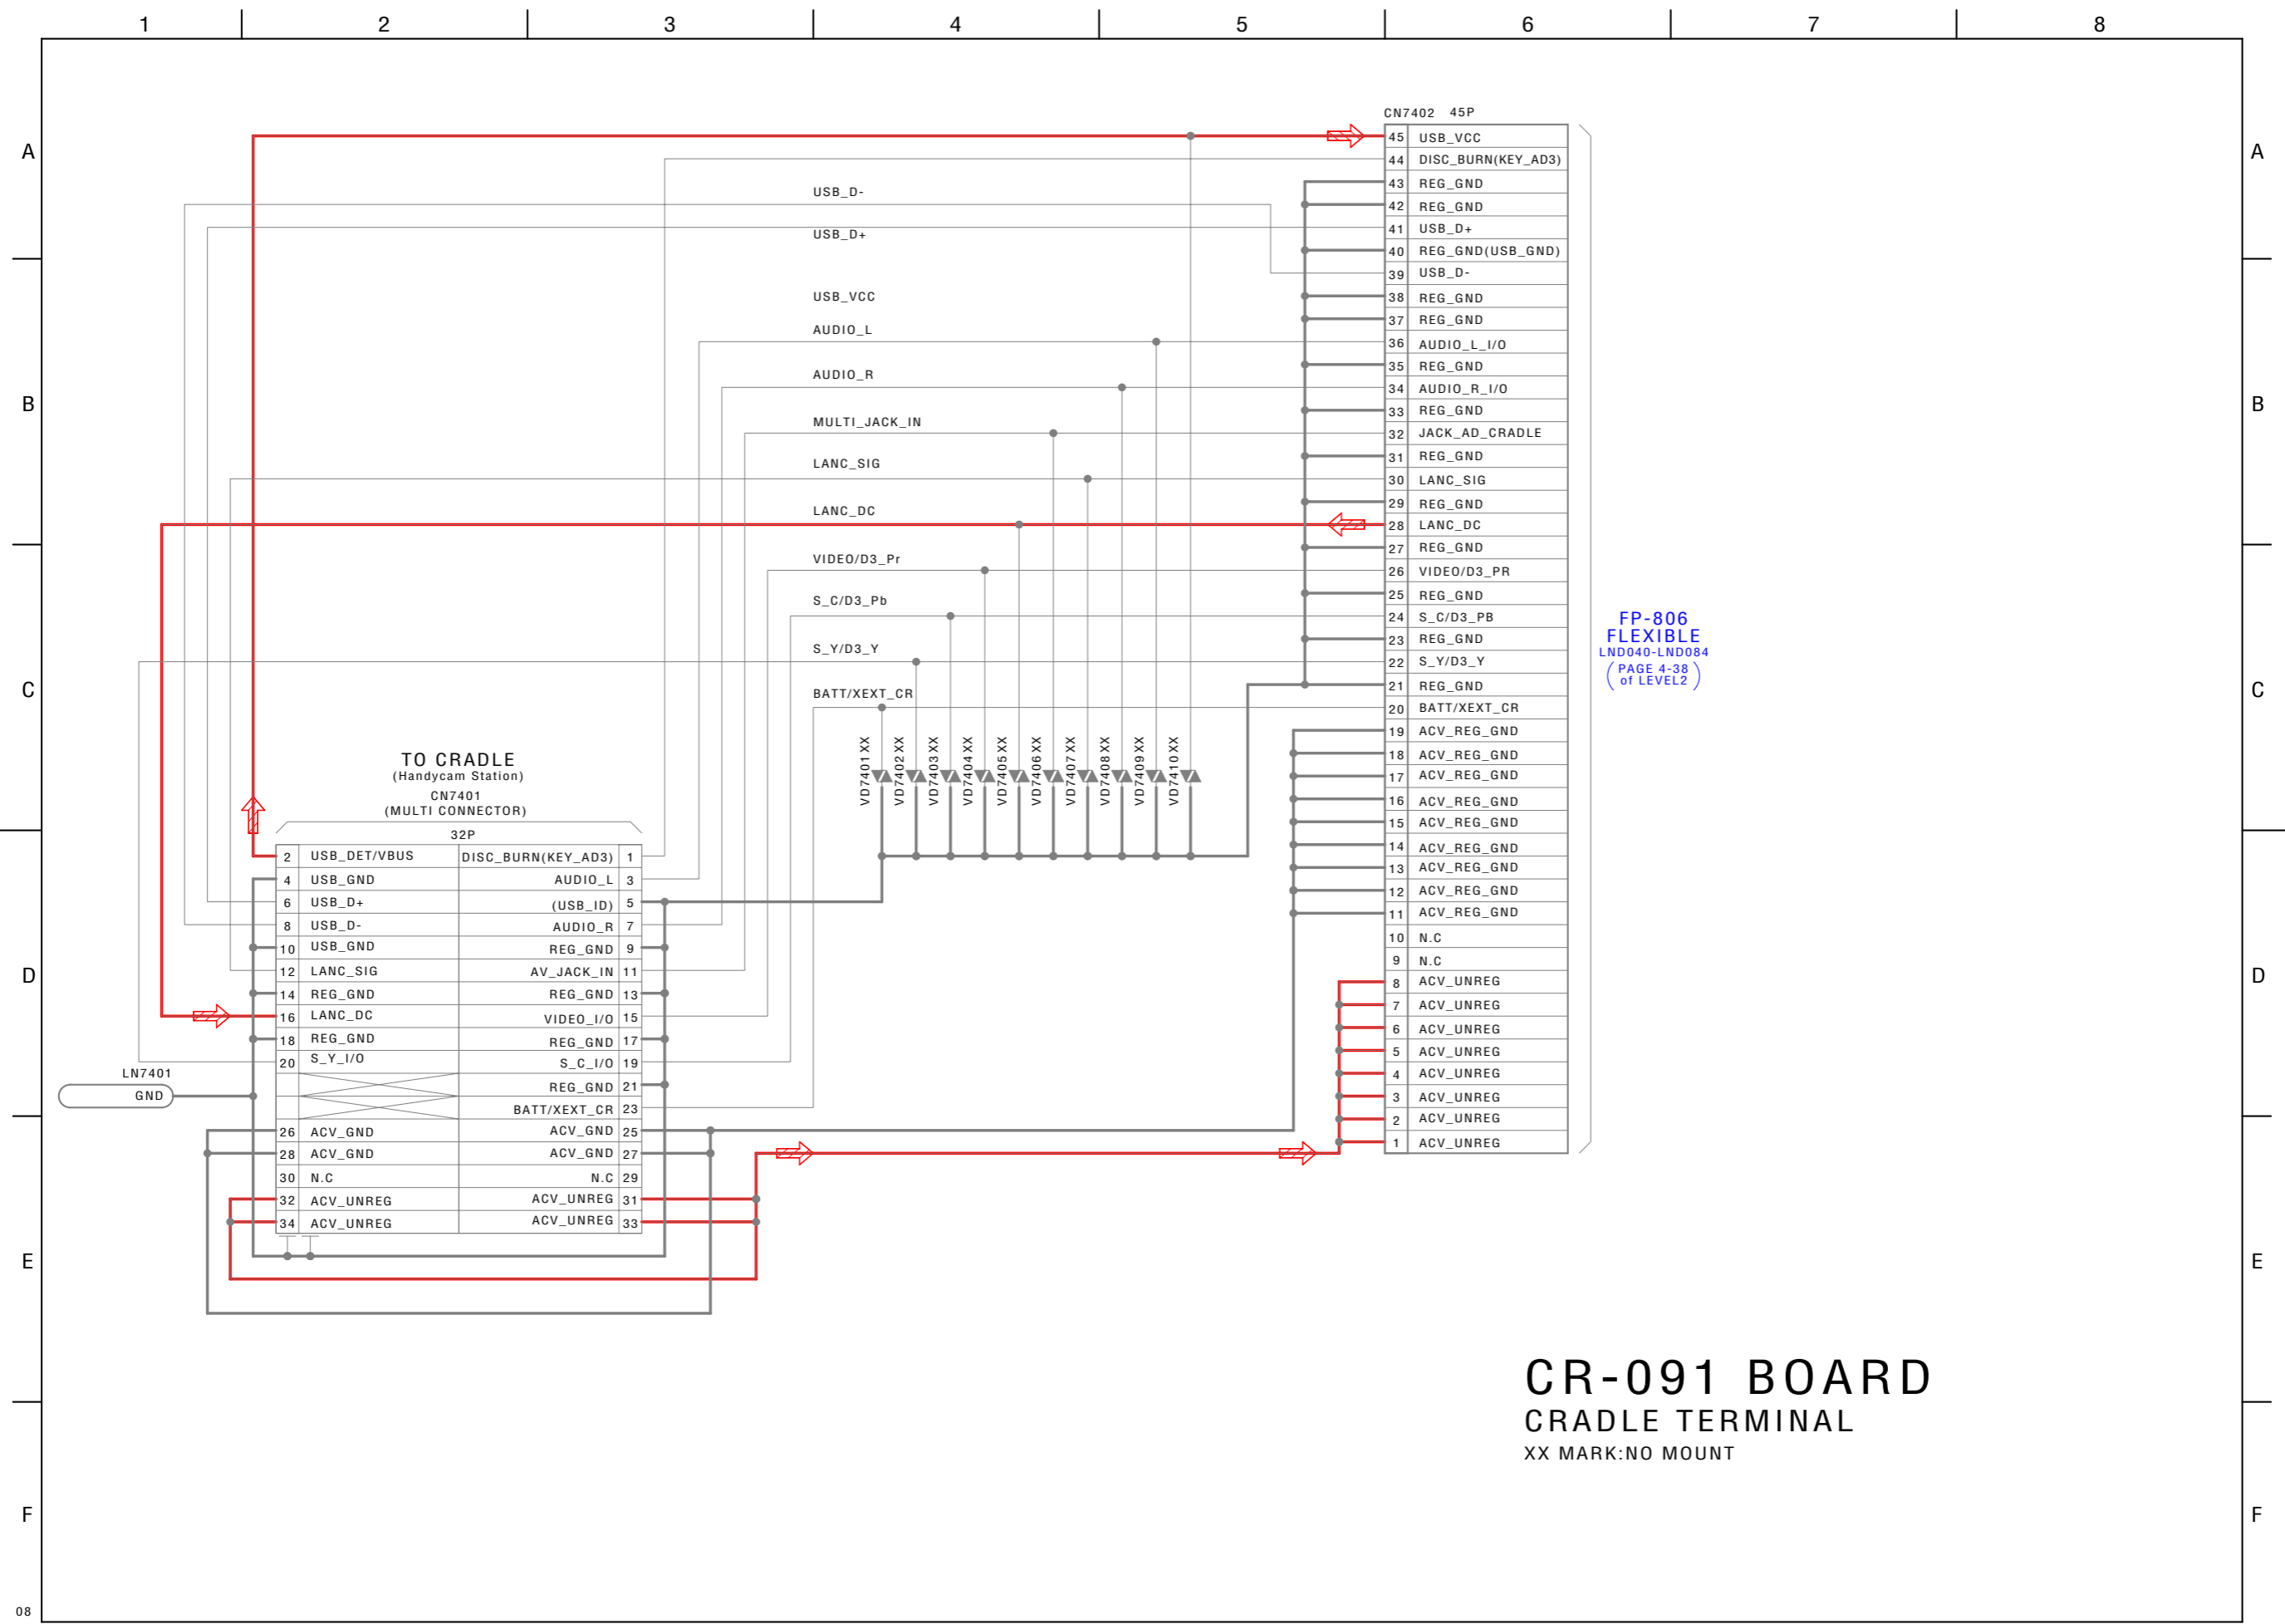 1 2 3 4 5 6 7 8
A A
B B
C C
D D
E E
F F
CN7402 45P
45 USB_VCC
44 DISC_BURN(KEY_AD3)
43 REG_GND
42 REG_GND
41 USB_D+
40 REG_GND(USB_GND)
39 USB_D-
38 REG_GND
37 REG_GND
36 AUDIO_L_I/O
35 REG_GND
34 AUDIO_R_I/O
33 REG_GND
32 JACK_AD_CRADLE
31 REG_GND
30 LANC_SIG
29 REG_GND
28 LANC_DC
27 REG_GND
26 VIDEO/D3_PR
25 REG_GND
24 S_C/D3_PB
23 REG_GND
22 S_Y/D3_Y
21 REG_GND
20 BATT/XEXT_CR
19 ACV_REG_GND
18 ACV_REG_GND
17 ACV_REG_GND
16 ACV_REG_GND
15 ACV_REG_GND
14 ACV_REG_GND
13 ACV_REG_GND
12 ACV_REG_GND
11 ACV_REG_GND
10 N.C
9 N.C
8 ACV_UNREG
7 ACV_UNREG
6 ACV_UNREG
5 ACV_UNREG
4 ACV_UNREG
3 ACV_UNREG
2 ACV_UNREG
1 ACV_UNREG
USB_D-
USB_D+
USB_VCC
AUDIO_L
AUDIO_R
MULTI_JACK_IN
LANC_SIG
LANC_DC
VIDEO/D3_Pr
S_C/D3_Pb
S_Y/D3_Y
BATT/XEXT_CR
VD7401 XX
VD7402 XX
VD7403 XX
VD7404 XX
VD7405 XX
VD7406 XX
VD7407 XX
VD7408 XX
VD7409 XX
VD7410 XX
FP-806
FLEXIBLE
LND040-LND084
(PAGE 4-38
of LEVEL2)
TO CRADLE
(Handycam Station)
CN7401
(MULTI CONNECTOR)
32P
2 USB_DET/VBUS DISC_BURN(KEY_AD3) 1
4 USB_GND AUDIO_L 3
6 USB_D+ (USB_ID) 5
8 USB_D- AUDIO_R 7
10 USB_GND REG_GND 9
12 LANC_SIG AV_JACK_IN 11
14 REG_GND REG_GND 13
16 LANC_DC VIDEO_I/O 15
18 REG_GND REG_GND 17
20 S_Y_I/O S_C_I/O 19
REG_GND 21
BATT/XEXT_CR 23
26 ACV_GND ACV_GND 25
28 ACV_GND ACV_GND 27
30 N.C N.C 29
32 ACV_UNREG ACV_UNREG 31
34 ACV_UNREG ACV_UNREG 33
LN7401
GND
CR-091 BOARD
CRADLE TERMINAL
XX MARK:NO MOUNT
08